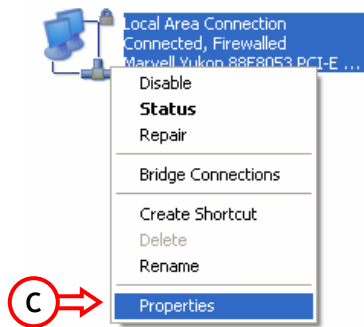 Local Area Connection
Connected, Firewalled
Marvell Yukon 88E8053 PCI-E ...
Disable
Status
Repair
Bridge Connections
Create Shortcut
Delete
Rename
C
Properties